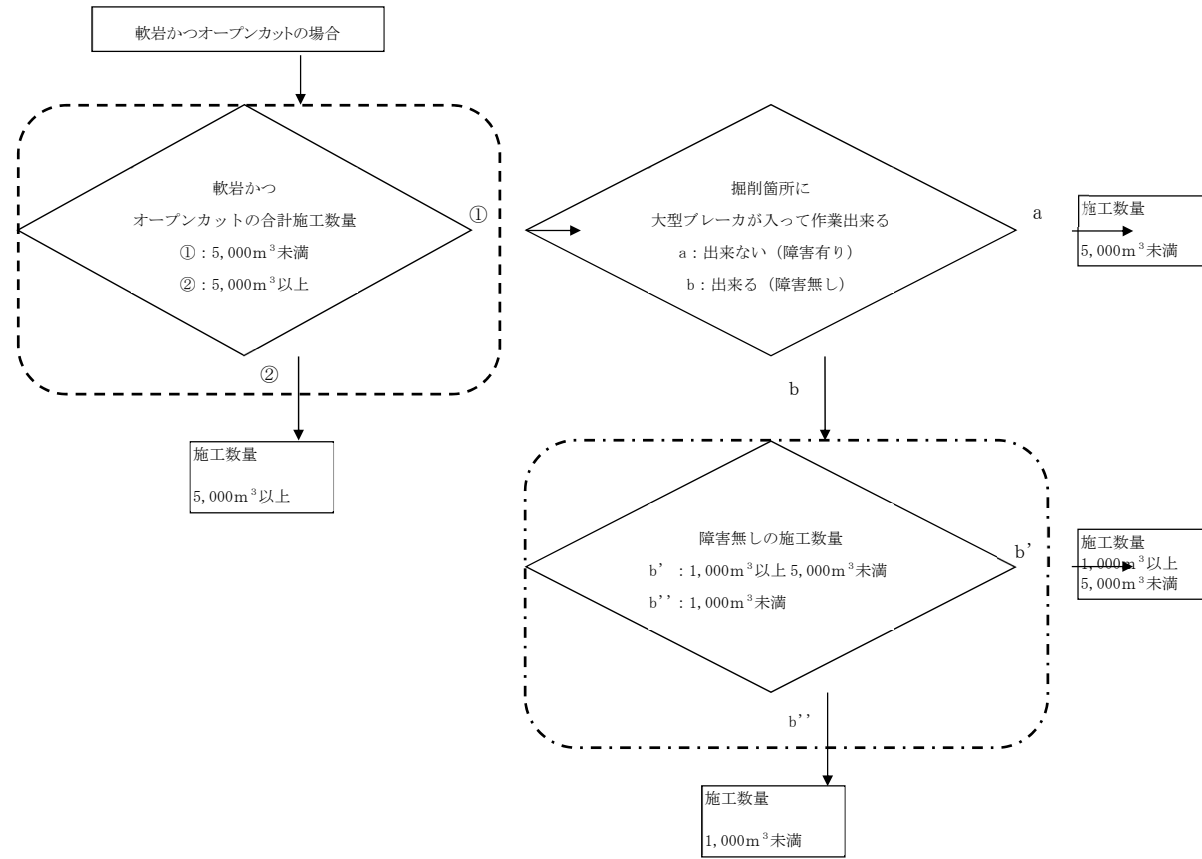 軟岩かつオープンカットの場合
軟岩かつ
オープンカットの合計施工数量
①：5,000m³未満
②：5,000m³以上
①
②
施工数量
5,000m³以上
掘削箇所に
大型ブレーカが入って作業出来る
a：出来ない（障害有り）
b：出来る（障害無し）
a
施工数量
5,000m³未満
b
障害無しの施工数量
b'：1,000m³以上5,000m³未満
b''：1,000m³未満
b'
施工数量
1,000m³以上
5,000m³未満
b''
施工数量
1,000m³未満